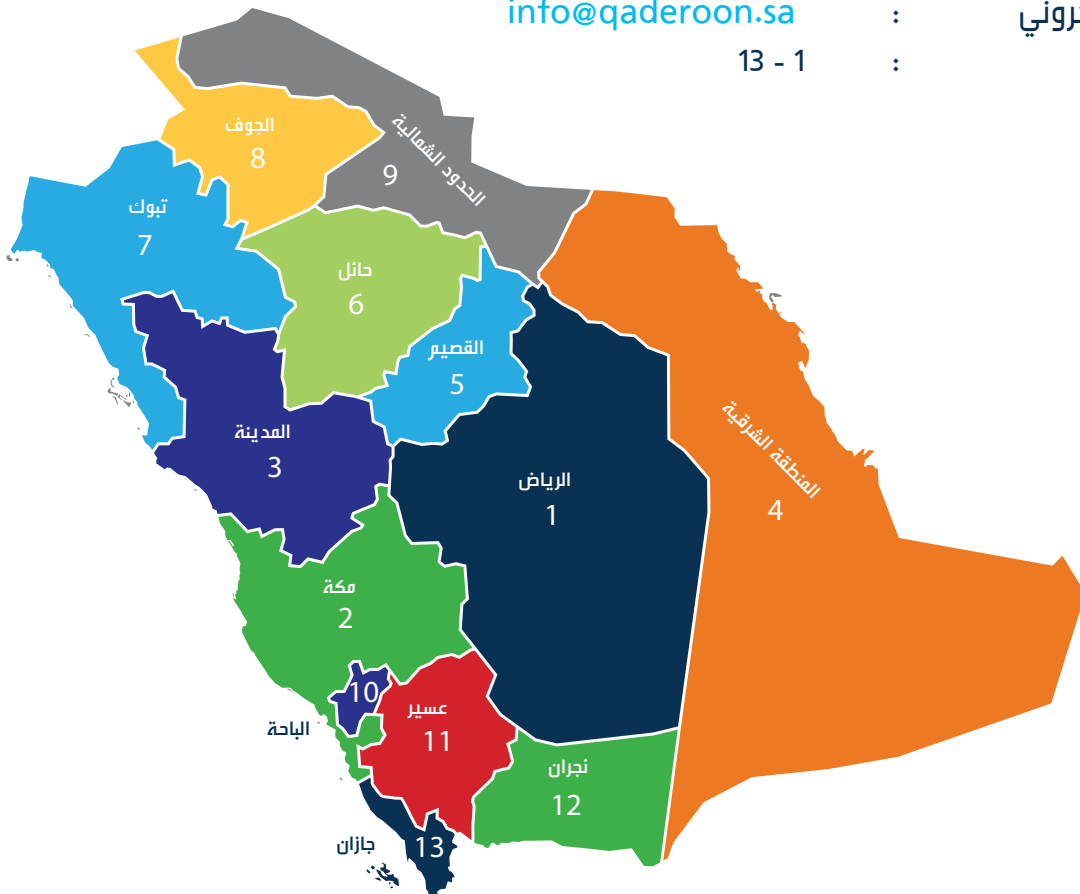 روني : info@qaderoon.sa
: 1 - 13
الجوف
8
الحدود الشمالية
9
تبوك
7
حائل
6
القصيم
5
المدينة
3
المنطقة الشرقية
4
الرياض
1
مكة
2
10
الباحة
عسير
11
نجران
12
جازان
13